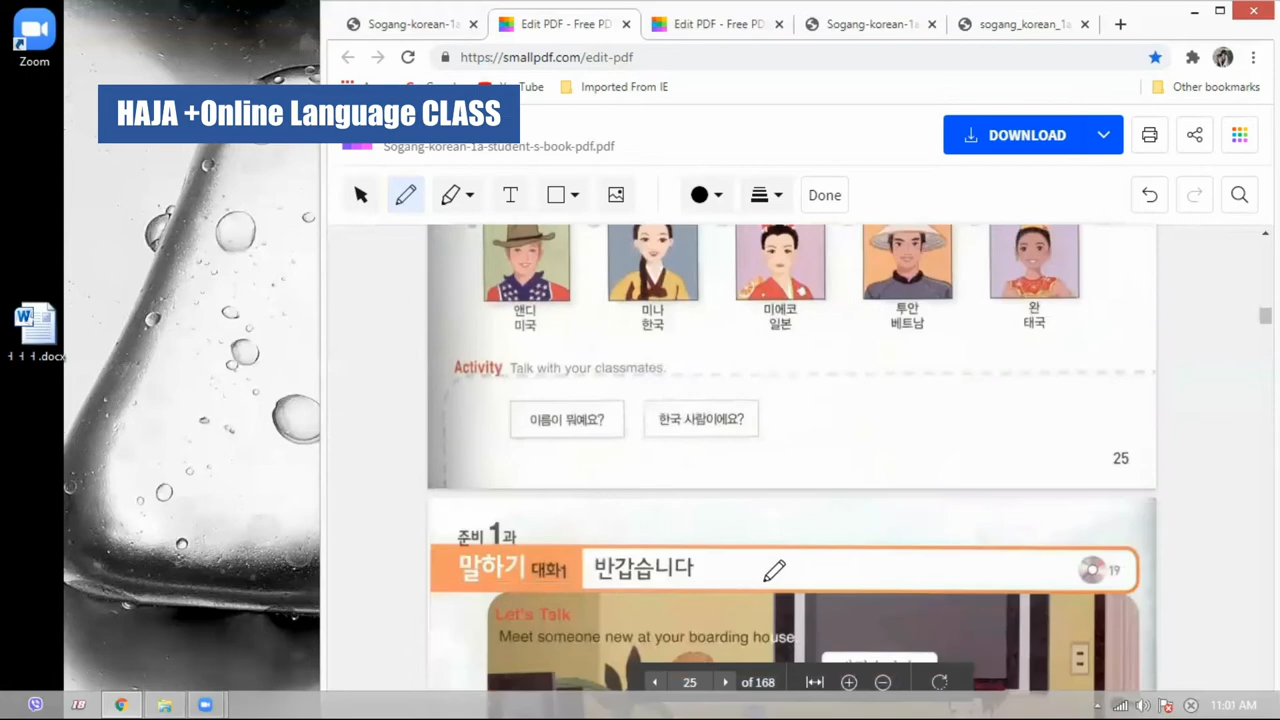 Zoom
Sogang-korean-1a
Edit PDF - Free PD
Edit PDF - Free PD
Sogang-korean-1a
sogang_korean_1a
https://smallpdf.com/edit-pdf
YouTube
Imported From IE
Other bookmarks
HAJA +Online Language CLASS
Sogang-korean-1a-student-s-book-pdf.pdf
DOWNLOAD
T
Done
앤디
미국
미나
한국
미에코
일본
투안
베트남
완
태국
ㅕㅕㅕ.docx
Activity Talk with your classmates.
이름이 뭐예요?
한국 사람이에요?
25
준비 1과
말하기 대화1
반갑습니다
19
Let's Talk
Meet someone new at your boarding house.
25 of 168
11:01 AM